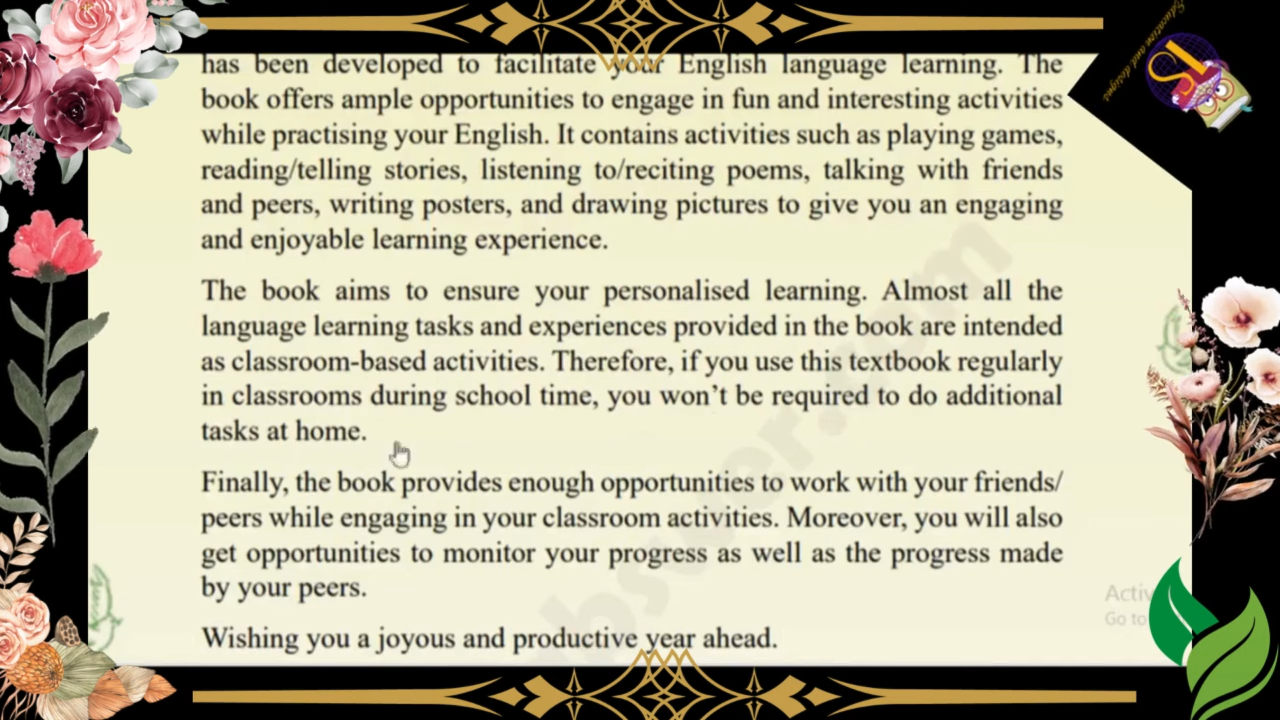 has been developed to facilitate your English language learning. The
book offers ample opportunities to engage in fun and interesting activities
while practising your English. It contains activities such as playing games,
reading/telling stories, listening to/reciting poems, talking with friends
and peers, writing posters, and drawing pictures to give you an engaging
and enjoyable learning experience.
The book aims to ensure your personalised learning. Almost all the
language learning tasks and experiences provided in the book are intended
as classroom-based activities. Therefore, if you use this textbook regularly
in classrooms during school time, you won't be required to do additional
tasks at home.
Finally, the book provides enough opportunities to work with your friends/
peers while engaging in your classroom activities. Moreover, you will also
get opportunities to monitor your progress as well as the progress made
by your peers.
Wishing you a joyous and productive year ahead.
Education and designs
Go to